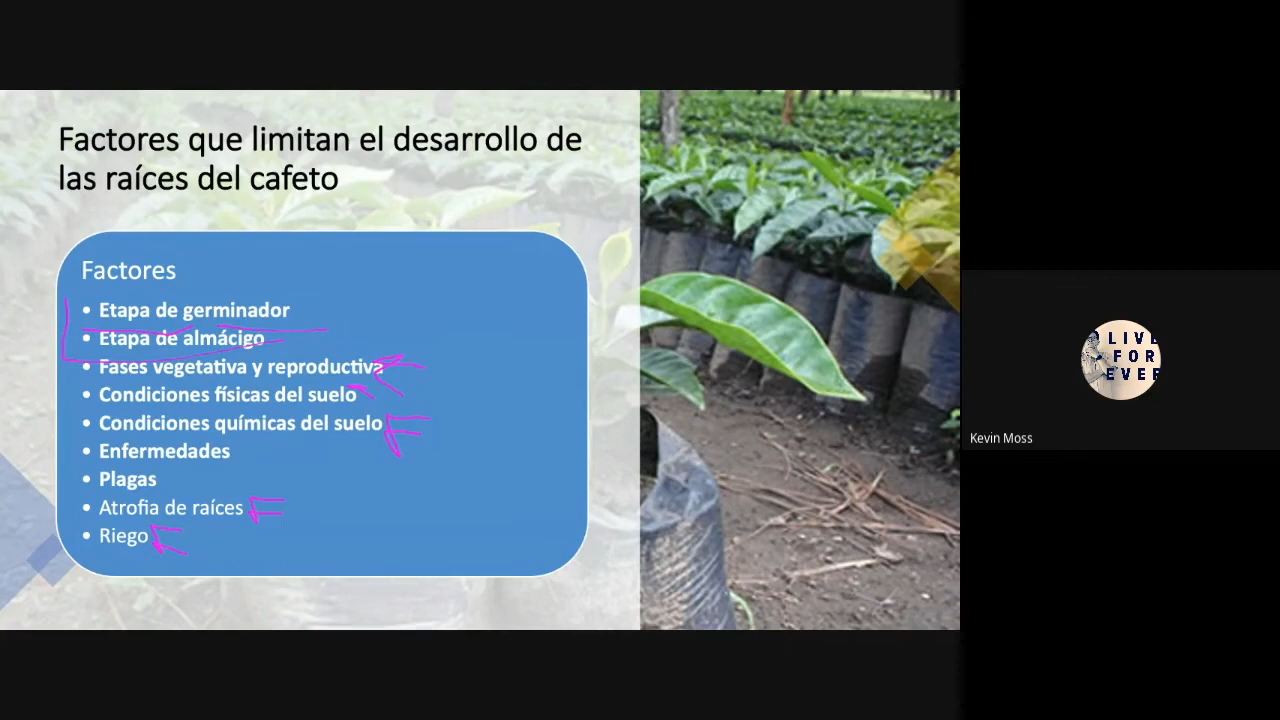 Factores que limitan el desarrollo de
las raíces del cafeto
Factores
• Etapa de germinador
• Etapa de almácigo
• Fases vegetativa y reproductiva
• Condiciones físicas del suelo
• Condiciones químicas del suelo
• Enfermedades
• Plagas
• Atrofia de raíces
• Riego
LIVE
FOR
EVER
Kevin Moss